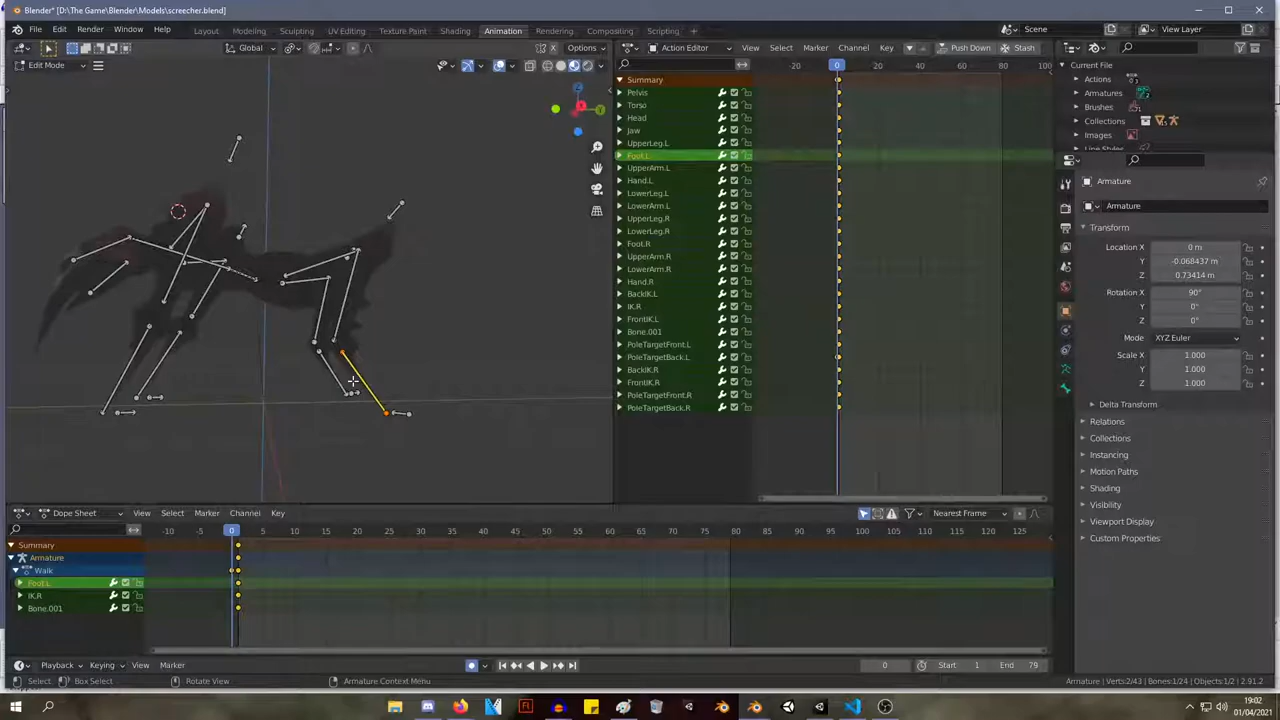 Blender* [D:\The Game\Blender\Models\screecher.blend]
File Edit Render Window Help Layout Modeling Sculpting UV Editing Texture Paint Shading Animation Rendering Compositing Scripting + Scene View Layer
Global Options Action Editor View Select Marker Channel Key Push Down Stash
Edit Mode
-20 0 20 40 60 80 100
Current File
Summary
Actions
Pelvis
Armatures
Torso
Brushes
Head
Collections
Jaw
Images
UpperLeg.L
Line Styles
Foot.L
UpperArm.L
Hand.L
Armature
LowerLeg.L
LowerArm.L
Armature
UpperLeg.R
Transform
LowerLeg.R
Foot.R
Location X 0 m
UpperArm.R
Y -0.068437 m
LowerArm.R
Z 0.73414 m
Hand.R
Rotation X 90°
BackIK.L
Y 0°
IK.R
Z 0°
FrontIK.L
Mode XYZ Euler
Bone.001
Scale X 1.000
PoleTargetFront.L
Y 1.000
PoleTargetBack.L
Z 1.000
BackIK.R
FrontIK.R
PoleTargetFront.R
Delta Transform
PoleTargetBack.R
Relations
Collections
Instancing
Motion Paths
Shading
Visibility
Viewport Display
Custom Properties
Dope Sheet View Select Marker Channel Key Nearest Frame
-10 -5 0 5 10 15 20 25 30 35 40 45 50 55 60 65 70 75 80 85 90 95 100 105 110 115 120 125
Summary
Armature
Walk
Foot.L
IK.R
Bone.001
Playback Keying View Marker 0 Start 1 End 79
Select Box Select Rotate View Armature Context Menu Armature | Verts:2/43 | Bones:1/24 | Objects:1/2 | 2.91.2
19:02
01/04/2021